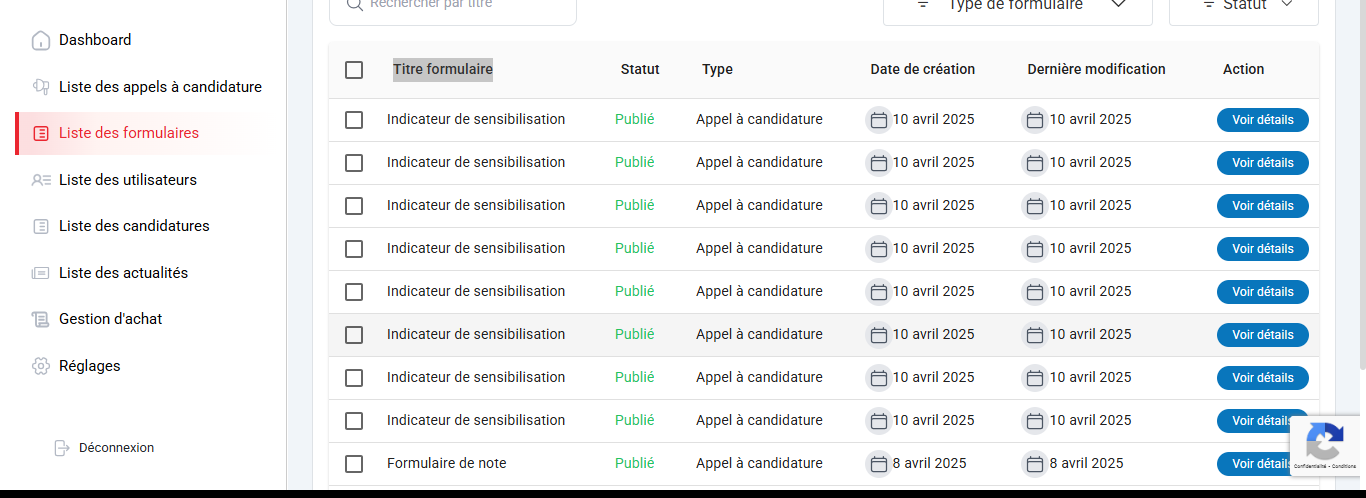 Rechercher par titre
Type de formulaire
Statut
Dashboard
Liste des appels à candidature
Liste des formulaires
Liste des utilisateurs
Liste des candidatures
Liste des actualités
Gestion d'achat
Réglages
Déconnexion
Titre formulaire Statut Type Date de création Dernière modification Action
Indicateur de sensibilisation Publié Appel à candidature 10 avril 2025 10 avril 2025 Voir détails
Indicateur de sensibilisation Publié Appel à candidature 10 avril 2025 10 avril 2025 Voir détails
Indicateur de sensibilisation Publié Appel à candidature 10 avril 2025 10 avril 2025 Voir détails
Indicateur de sensibilisation Publié Appel à candidature 10 avril 2025 10 avril 2025 Voir détails
Indicateur de sensibilisation Publié Appel à candidature 10 avril 2025 10 avril 2025 Voir détails
Indicateur de sensibilisation Publié Appel à candidature 10 avril 2025 10 avril 2025 Voir détails
Indicateur de sensibilisation Publié Appel à candidature 10 avril 2025 10 avril 2025 Voir détails
Indicateur de sensibilisation Publié Appel à candidature 10 avril 2025 10 avril 2025 Voir détails
Formulaire de note Publié Appel à candidature 8 avril 2025 8 avril 2025 Voir détails
Confidentialité - Conditions